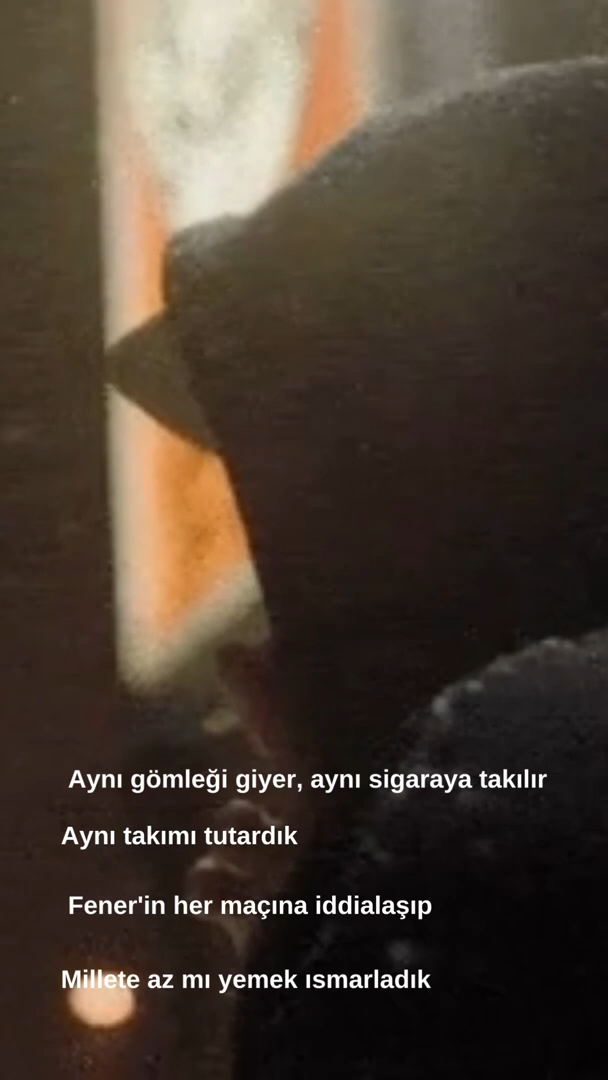 Aynı gömleği giyer, aynı sigaraya takılır
Aynı takımı tutardık
Fener'in her maçına iddialaşıp
Millete az mı yemek ısmarladık